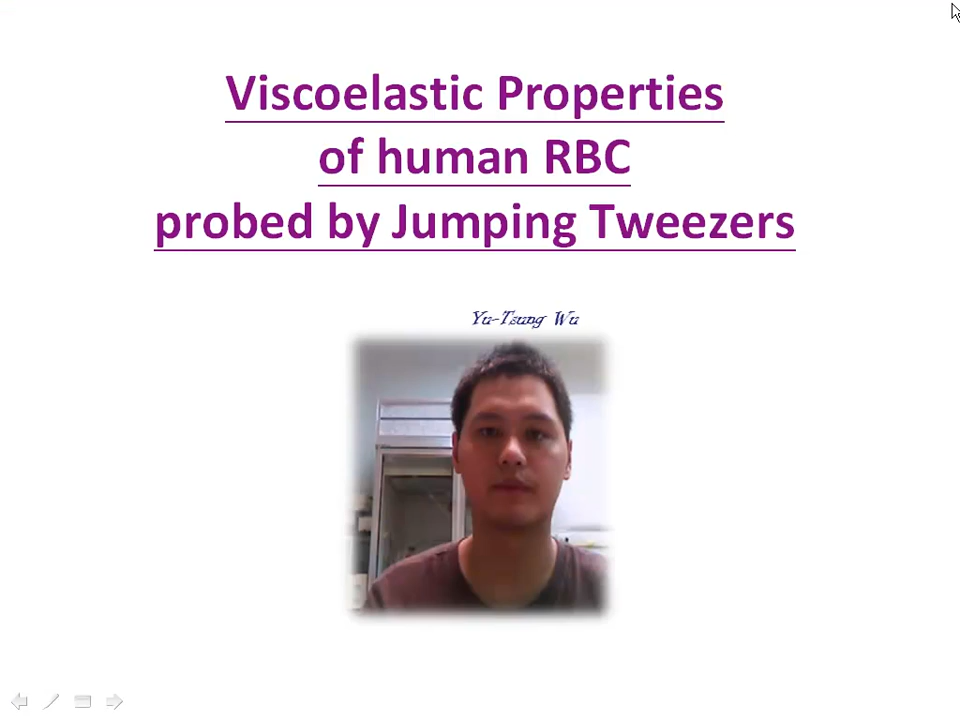 Viscoelastic Properties
of human RBC
probed by Jumping Tweezers
Yu-Tsung Wu